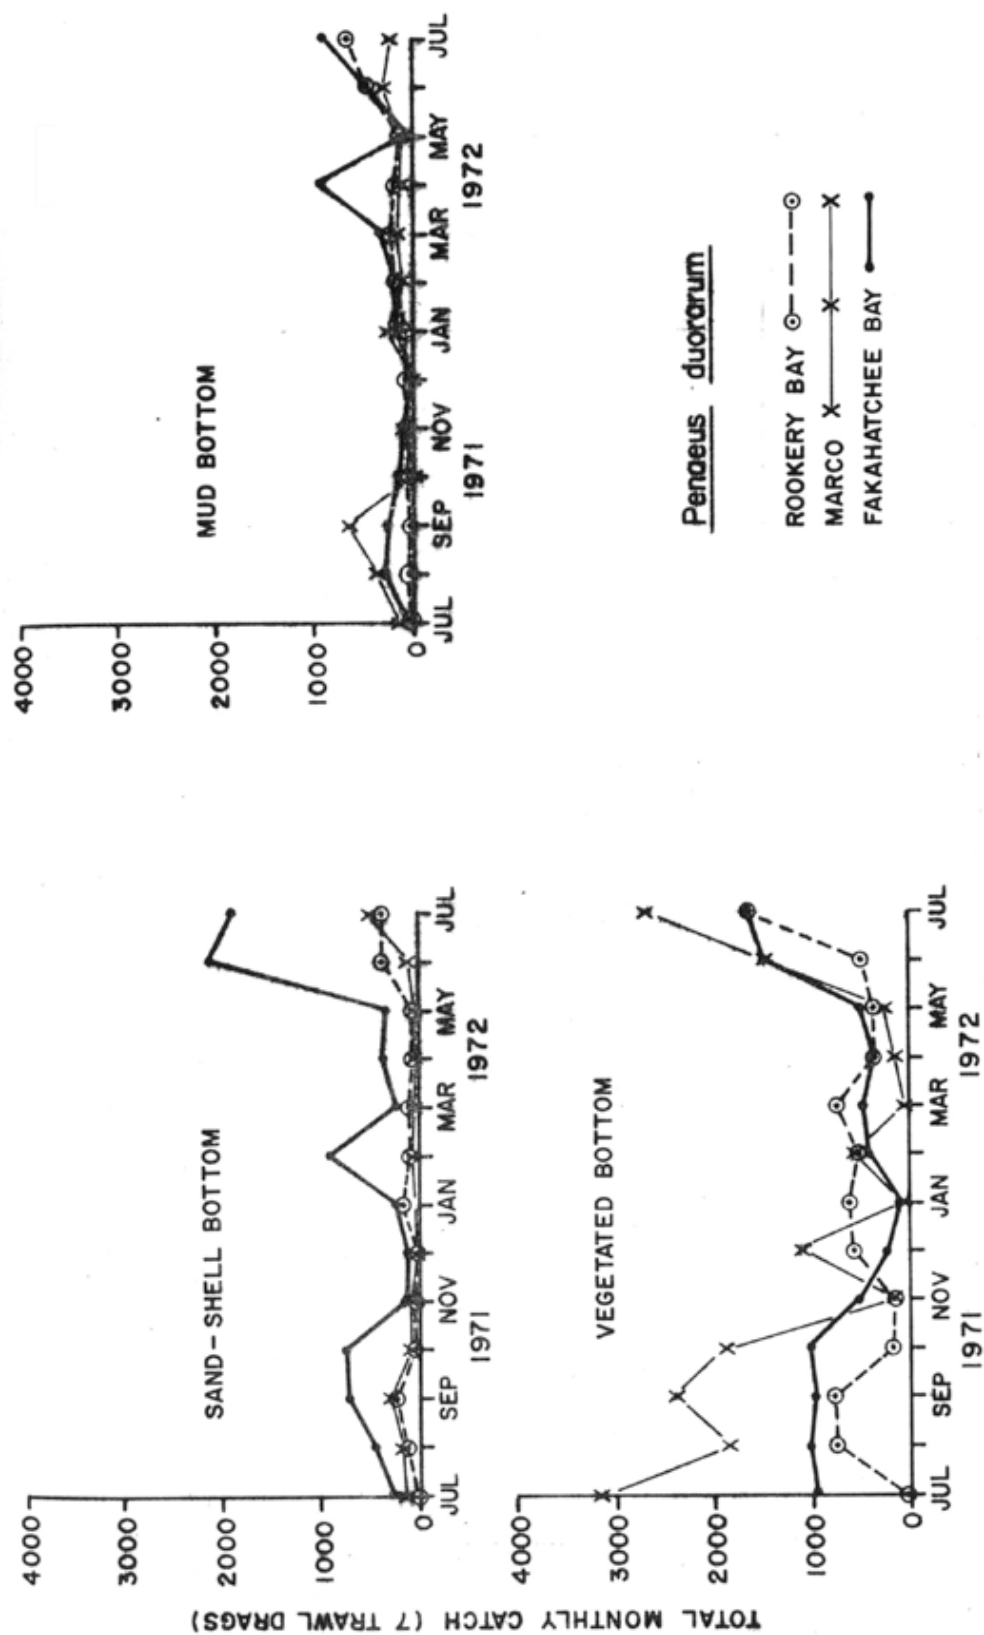 TOTAL MONTHLY CATCH (7 TRAWL DRAGS)
SAND-SHELL BOTTOM
4000
3000
2000
1000
0
JUL SEP NOV JAN MAR MAY JUL
1971 1972
MUD BOTTOM
4000
3000
2000
1000
0
JUL SEP NOV JAN MAR MAY JUL
1971 1972
VEGETATED BOTTOM
4000
3000
2000
1000
0
JUL SEP NOV JAN MAR MAY JUL
1971 1972
Penaeus duorarum
ROOKERY BAY
MARCO
FAKAHATCHEE BAY